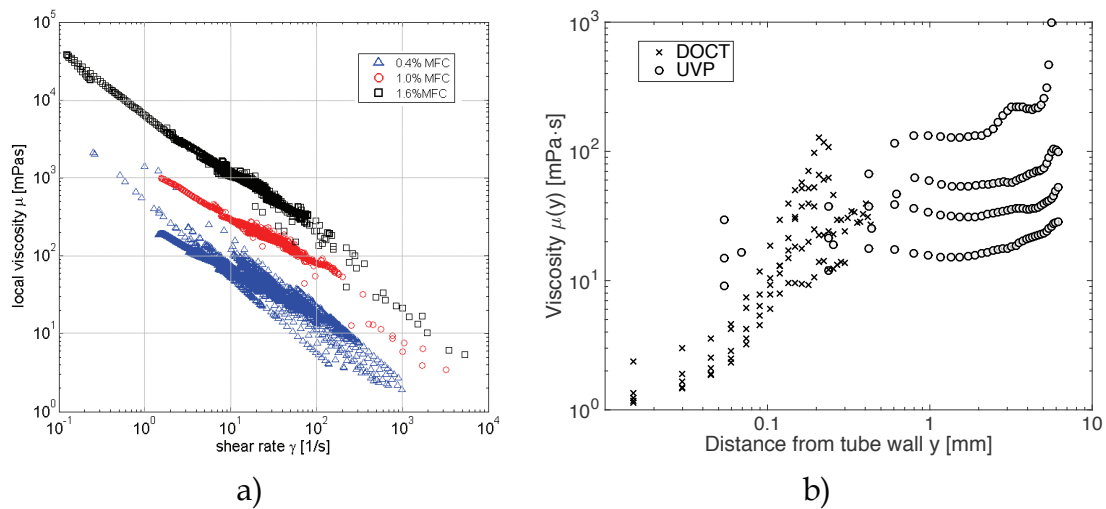 local viscosity μ [mPas]
10^5
10^4
10^3
10^2
10^1
10^0
0.4% MFC
1.0% MFC
1.6%MFC
10^-1
10^0
10^1
10^2
10^3
10^4
shear rate γ [1/s]
a)
Viscosity μ(y) [mPa·s]
10^3
10^2
10^1
10^0
DOCT
UVP
0.1
1
10
Distance from tube wall y [mm]
b)